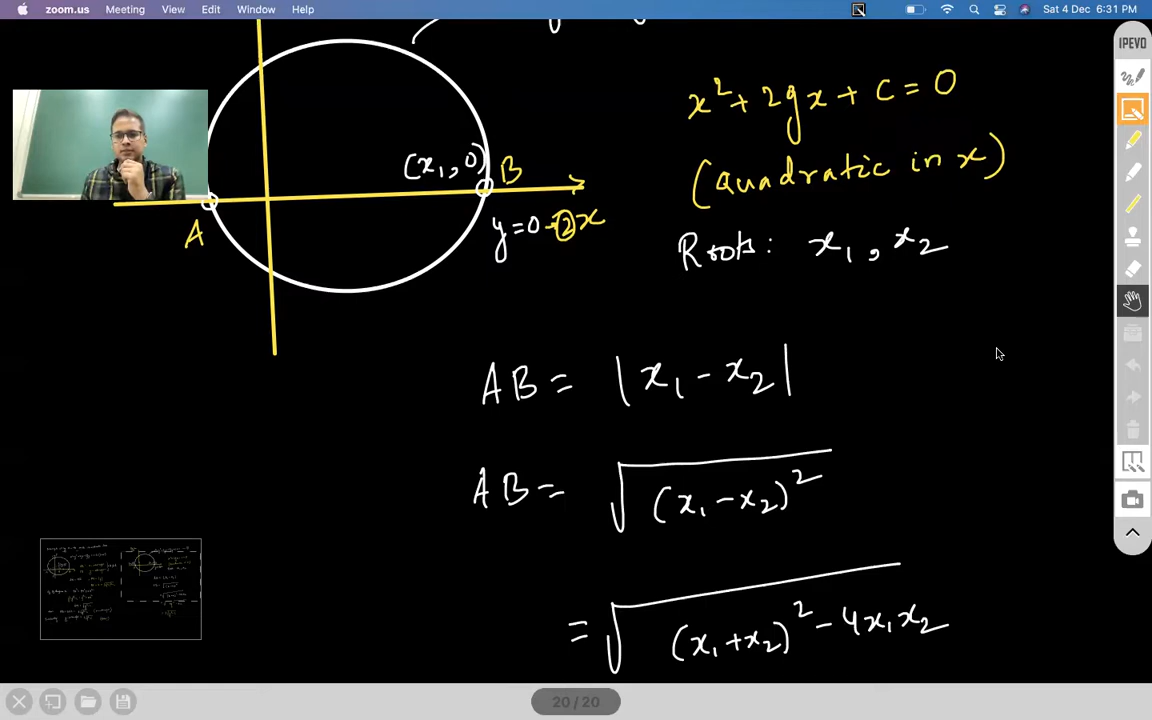 zoom.us Meeting View Edit Window Help Sat 4 Dec 6:31 PM
IPEVO
x² + 2gx + c = 0
(quadratic in x)
(x₁, 0) B
A
y = 0 - ② x
Roots: x₁, x₂
AB = |x₁ - x₂|
AB = √(x₁ - x₂)²
= √(x₁ + x₂)² - 4x₁x₂
20 / 20